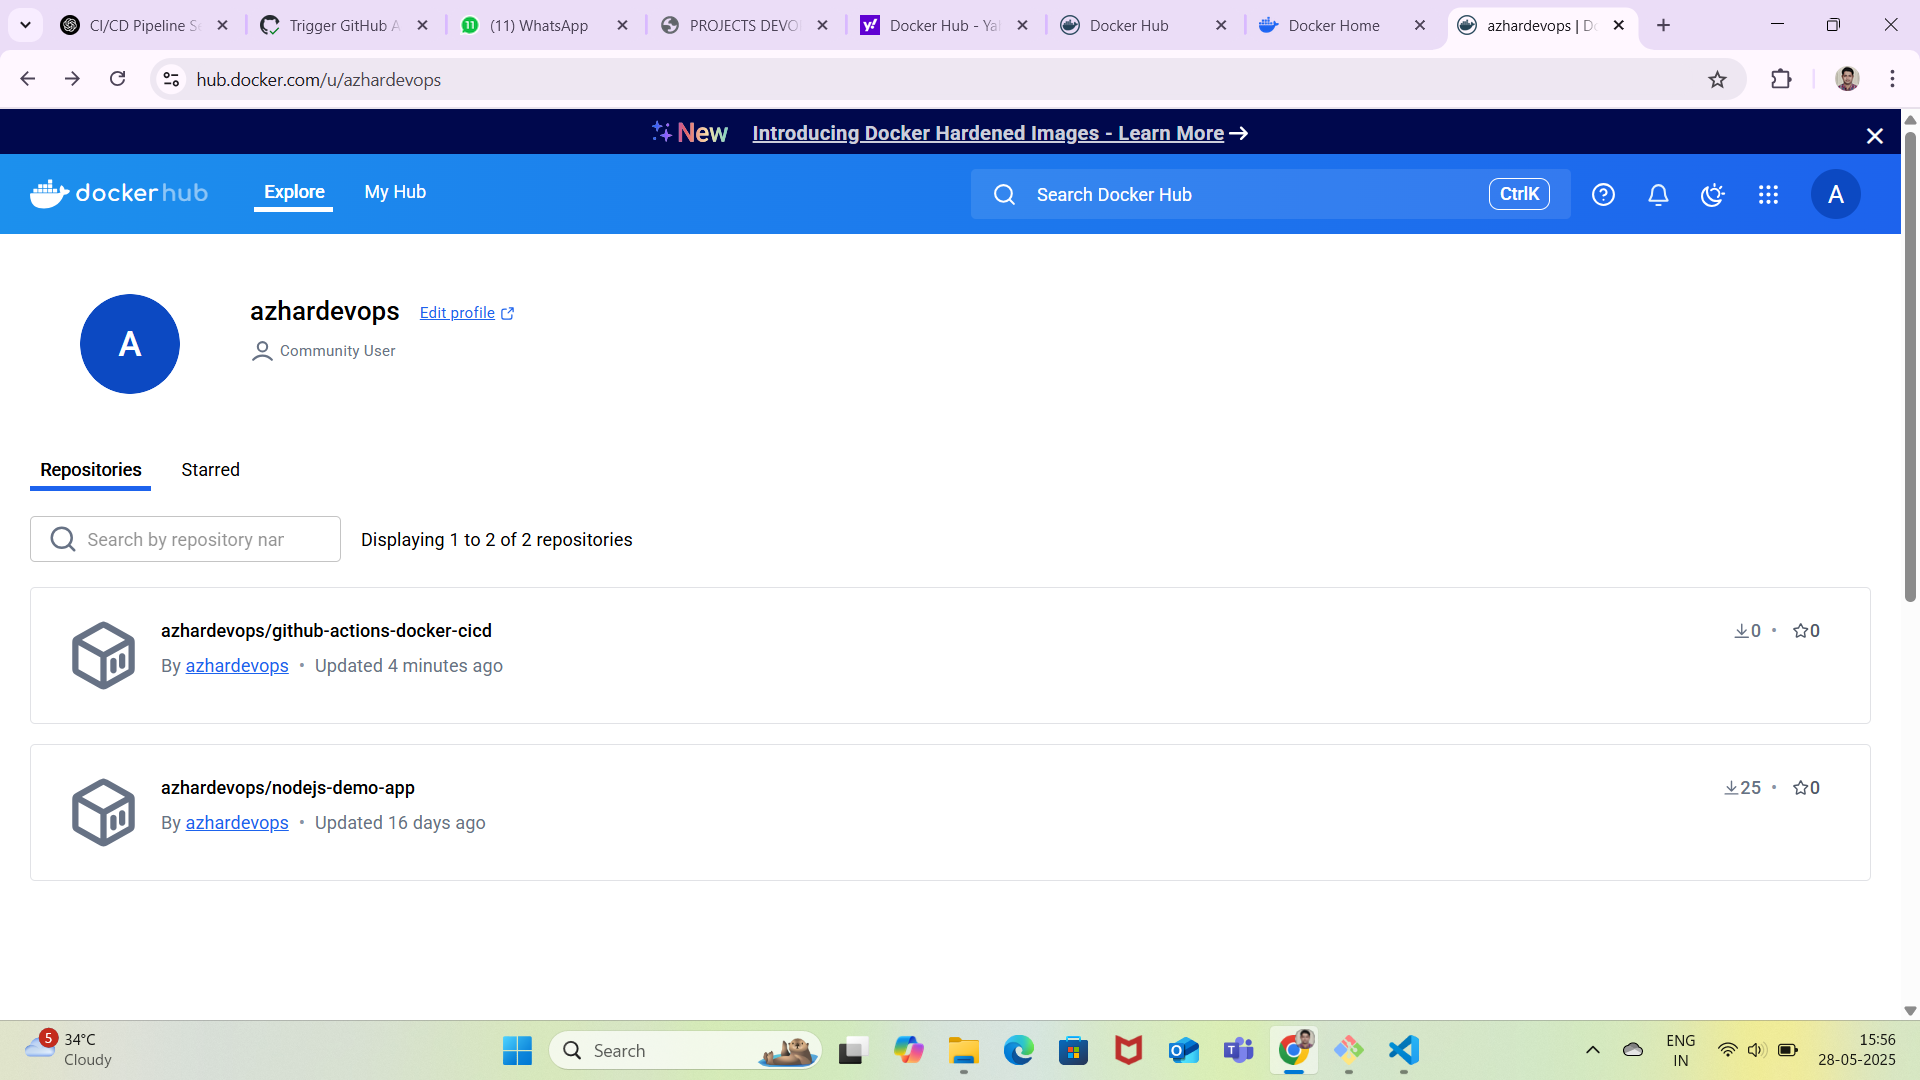 CI/CD Pipeline Se
Trigger GitHub A
(11) WhatsApp
PROJECTS DEVO
Docker Hub - Ya
Docker Hub
Docker Home
azhardevops | Do
hub.docker.com/u/azhardevops
New Introducing Docker Hardened Images - Learn More
docker hub
Explore
My Hub
Search Docker Hub
CtrlK
A
A
azhardevops
Edit profile
Community User
Repositories
Starred
Search by repository nar
Displaying 1 to 2 of 2 repositories
azhardevops/github-actions-docker-cicd
0 • 0
By azhardevops • Updated 4 minutes ago
azhardevops/nodejs-demo-app
25 • 0
By azhardevops • Updated 16 days ago
5
34°C
Cloudy
Search
ENG
IN
15:56
28-05-2025